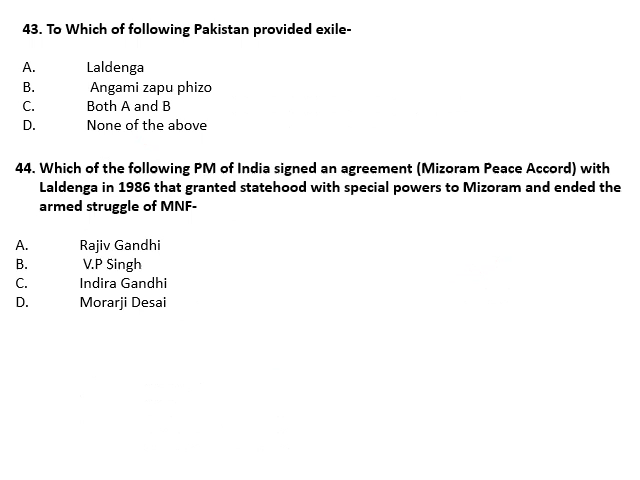 43. To Which of following Pakistan provided exile-
A. Laldenga
B. Angami zapu phizo
C. Both A and B
D. None of the above
44. Which of the following PM of India signed an agreement (Mizoram Peace Accord) with
Laldenga in 1986 that granted statehood with special powers to Mizoram and ended the
armed struggle of MNF-
A. Rajiv Gandhi
B. V.P Singh
C. Indira Gandhi
D. Morarji Desai